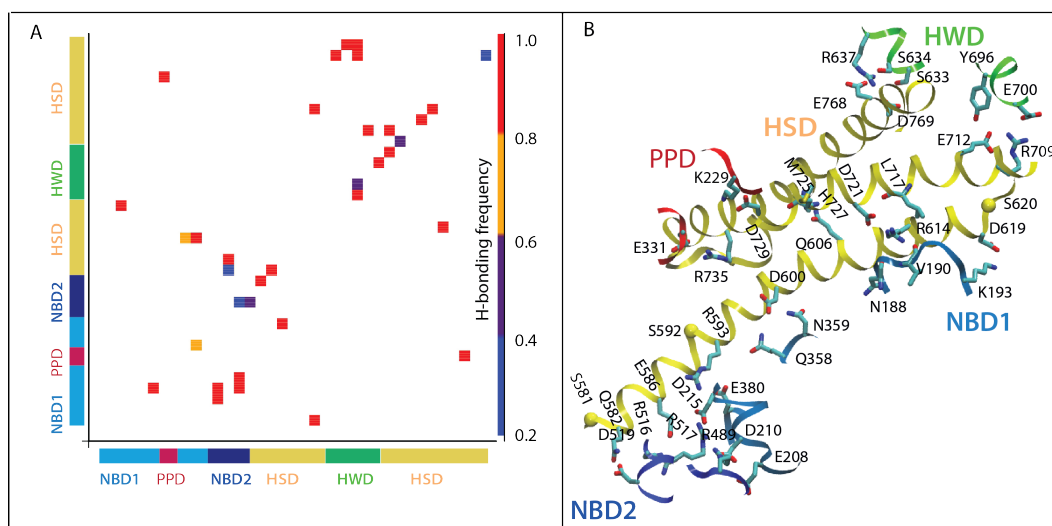 A
1.0
0.8
0.6
0.4
0.2
H-bonding frequency
HSD
HWD
HSD
NBD2
PPD
NBD1
NBD1 PPD NBD2 HSD HWD HSD
B
HWD
R637 S634 Y696
S633
E700
E768
D769
HSD
E712
R709
PPD
K229
M725 D721 L717
H727
S620
R614 D619
E331
D729
Q606
R735
V190
D600
K193
N188
NBD1
S592 R593
N359
Q358
E586
S581
D215 E380
Q582
R516
R517
D519
R489 D210
E208
NBD2